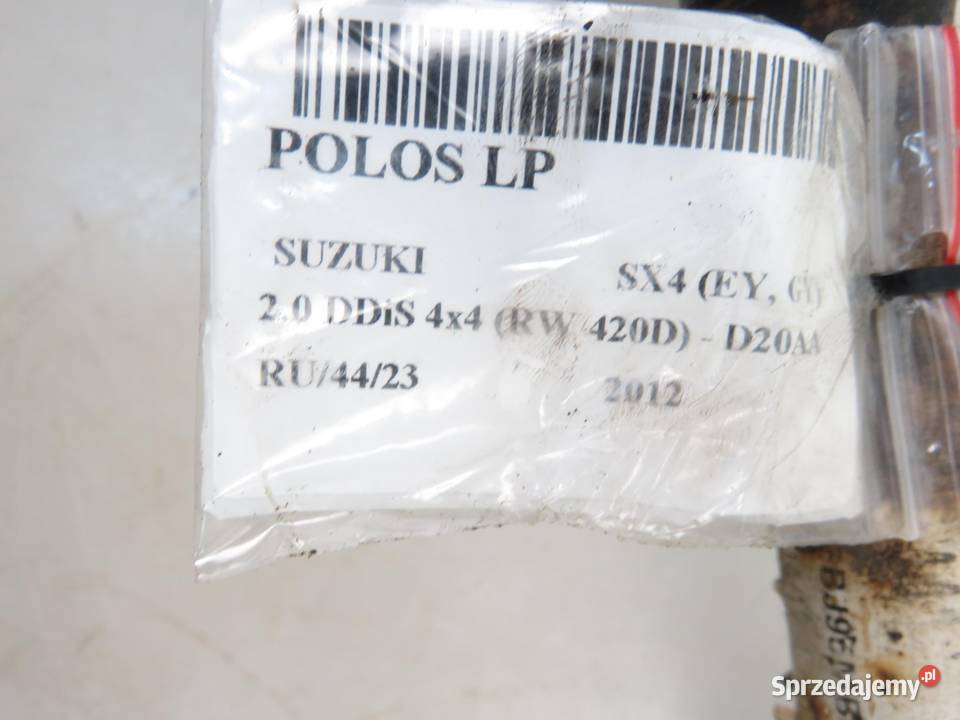 POLOS LP
SUZUKI SX4 (EY, GY)
2.0 DDiS 4x4 (RW 420D) - D20AA
RU/44/23 2012
Sprzedajemy.pl